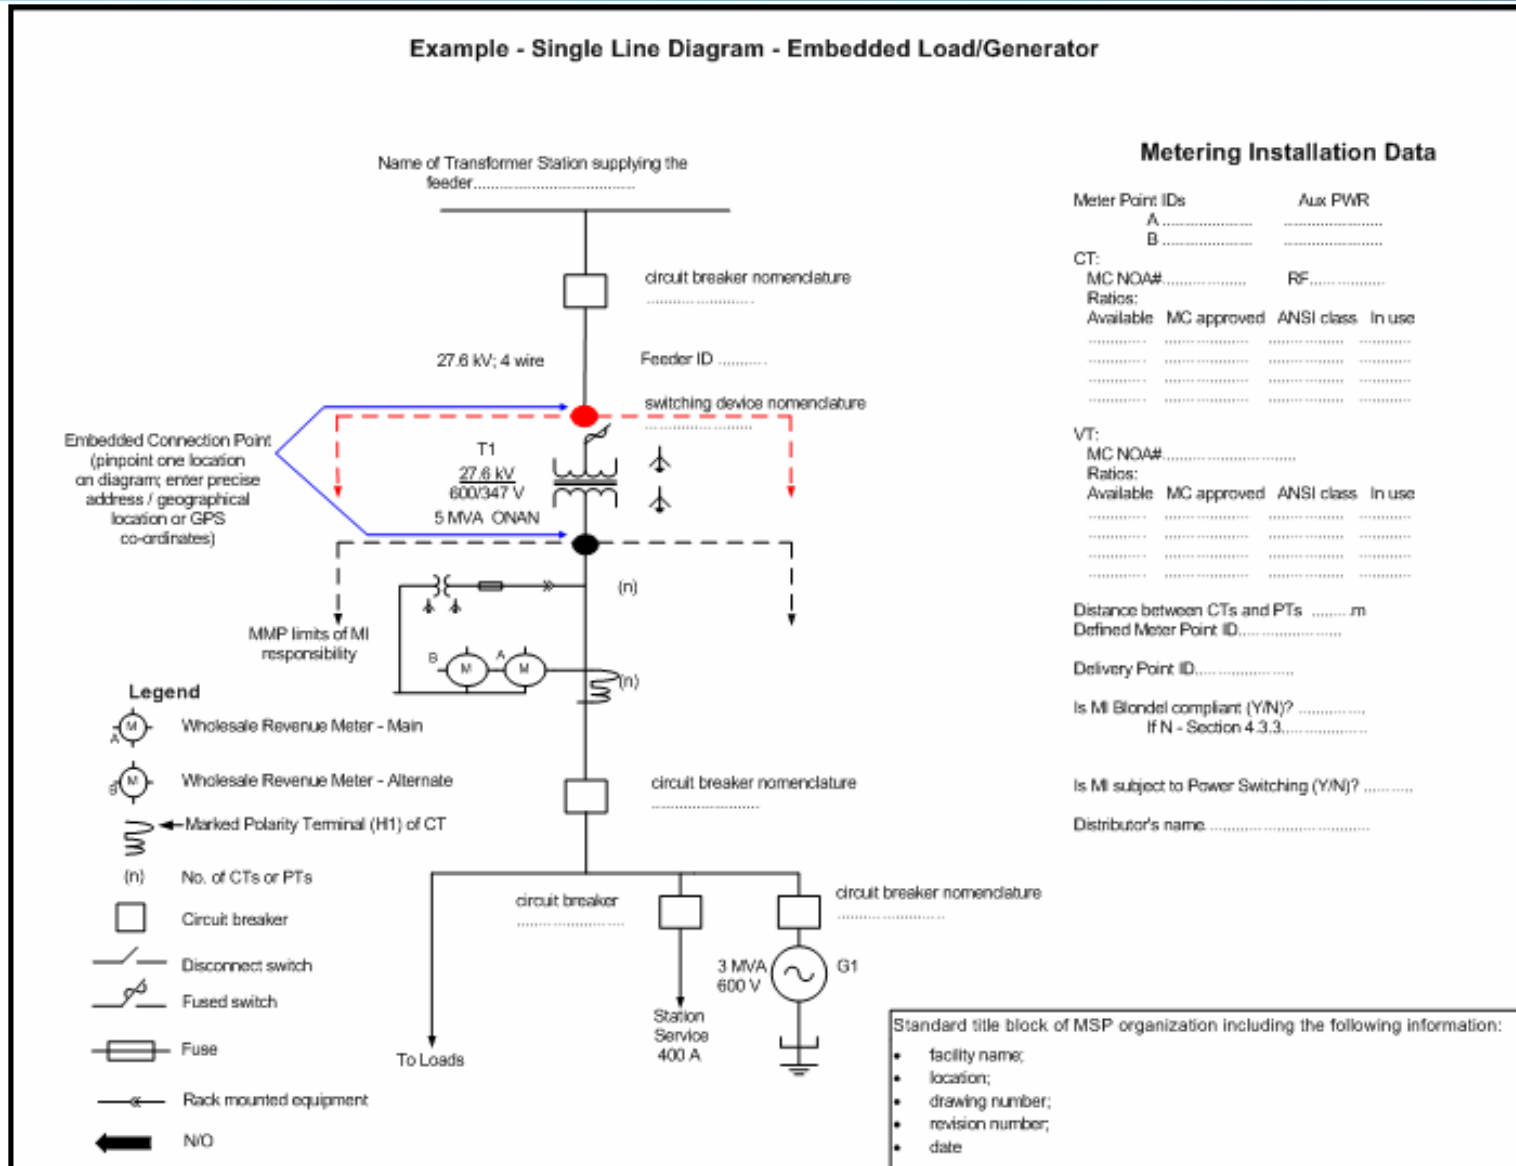 Example - Single Line Diagram - Embedded Load/Generator
Name of Transformer Station supplying the
feeder......................................
circuit breaker nomenclature
..........................
27.6 kV; 4 wire
Feeder ID ............
switching device nomenclature
..........................
Embedded Connection Point
(pinpoint one location
on diagram; enter precise
address / geographical
location or GPS
co-ordinates)
T1
27.6 kV
600/347 V
5 MVA ONAN
(n)
MMP limits of MI
responsibility
B
M
A
M
(n)
circuit breaker nomenclature
..........................
circuit breaker
..........................
circuit breaker nomenclature
..........................
3 MVA
600 V
G1
Station
Service
400 A
To Loads
Legend
M
A
Wholesale Revenue Meter - Main
M
B
Wholesale Revenue Meter - Alternate
Marked Polarity Terminal (H1) of CT
(n)
No. of CTs or PTs
Circuit breaker
Disconnect switch
Fused switch
Fuse
Rack mounted equipment
N/O
Metering Installation Data
Meter Point IDs Aux PWR
A ...................... ........................
B ...................... ........................
CT:
MC NOA#.................... RF..................
Ratios:
Available MC approved ANSI class In use
.............. .................... .................. .............
.............. .................... .................. .............
.............. .................... .................. .............
.............. .................... .................. .............
VT:
MC NOA#................................
Ratios:
Available MC approved ANSI class In use
.............. .................... .................. .............
.............. .................... .................. .............
.............. .................... .................. .............
.............. .................... .................. .............
Distance between CTs and PTs .........m
Defined Meter Point ID.........................
Delivery Point ID........................
Is MI Blondel compliant (Y/N)? ................
If N - Section 4.3.3.....................
Is MI subject to Power Switching (Y/N)? ............
Distributor's name.......................................
Standard title block of MSP organization including the following information:
• facility name;
• location;
• drawing number;
• revision number;
• date